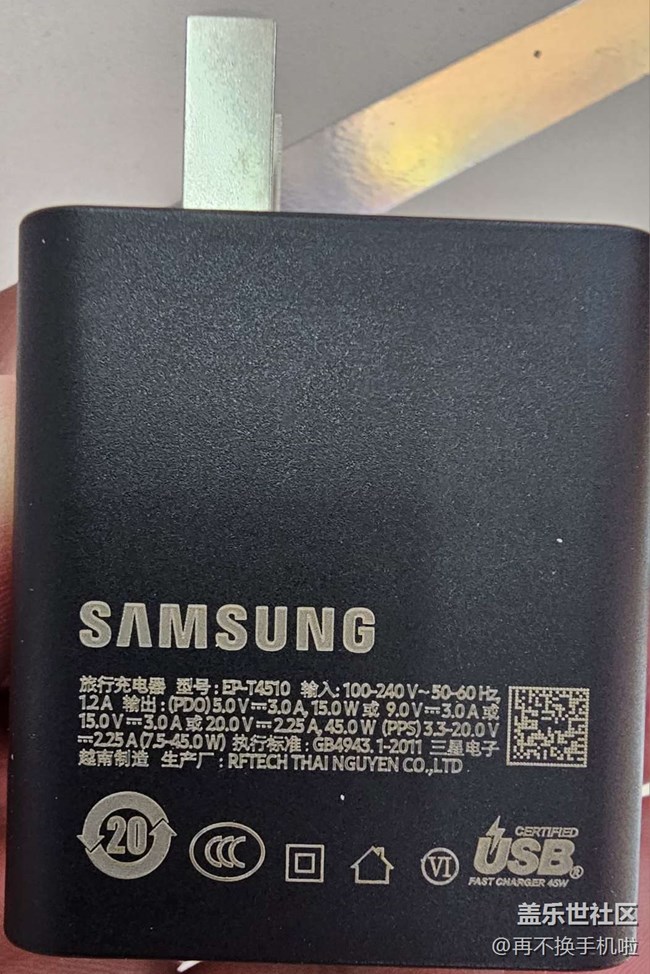 SAMSUNG
旅行充电器 型号：EP-T4510 输入：100-240 V～50-60 Hz,
1.2 A 输出：(PDO) 5.0 V⎓3.0 A, 15.0 W 或 9.0 V⎓3.0 A 或
15.0 V⎓3.0 A 或 20.0 V⎓2.25 A, 45.0 W (PPS) 3.3-20.0 V
⎓2.25 A (7.5-45.0 W) 执行标准：GB4943.1-2011 三星电子
越南制造 生产厂：RFTECH THAI NGUYEN CO.,LTD
20
CCC
VI
CERTIFIED
USB®
FAST CHARGER 45W
盖乐世社区
@再不换手机啦